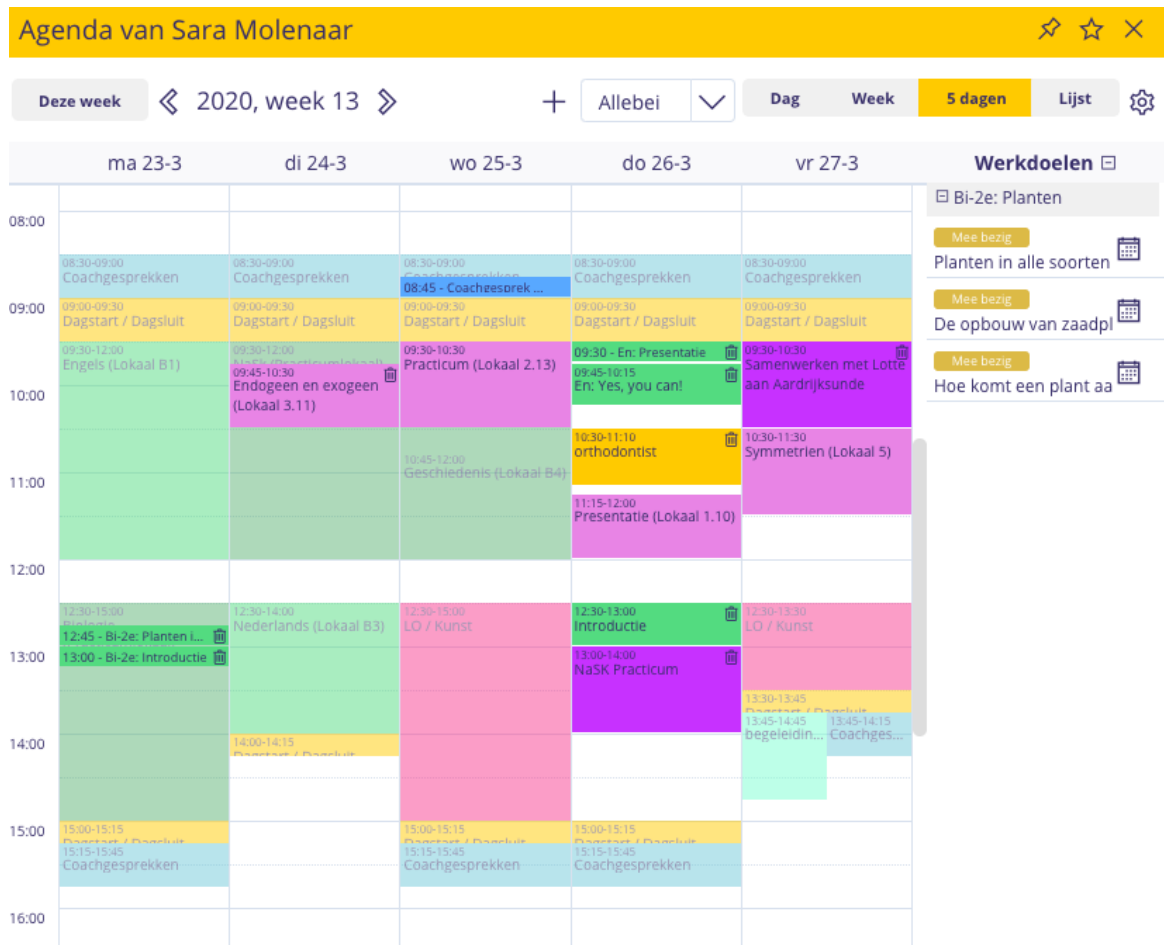 Agenda van Sara Molenaar
Deze week
2020, week 13
Allebei
Dag
Week
5 dagen
Lijst
ma 23-3
di 24-3
wo 25-3
do 26-3
vr 27-3
Werkdoelen
08:00
09:00
10:00
11:00
12:00
13:00
14:00
15:00
16:00
08:30-09:00
Coachgesprekken
09:00-09:30
Dagstart / Dagsluit
09:30-12:00
Engels (Lokaal B1)
12:30-15:00
Biologie
12:45 - Bi-2e: Planten i...
13:00 - Bi-2e: Introductie
15:00-15:15
Dagstart / Dagsluit
15:15-15:45
Coachgesprekken
08:30-09:00
Coachgesprekken
09:00-09:30
Dagstart / Dagsluit
09:30-12:00
NaSk (Practicumlokaal)
09:45-10:30
Endogeen en exogeen
(Lokaal 3.11)
12:30-14:00
Nederlands (Lokaal B3)
14:00-14:15
Dagstart / Dagsluit
08:30-09:00
Coachgesprekken
08:45 - Coachgesprek ...
09:00-09:30
Dagstart / Dagsluit
09:30-10:30
Practicum (Lokaal 2.13)
10:45-12:00
Geschiedenis (Lokaal B4)
12:30-15:00
LO / Kunst
15:00-15:15
Dagstart / Dagsluit
15:15-15:45
Coachgesprekken
08:30-09:00
Coachgesprekken
09:00-09:30
Dagstart / Dagsluit
09:30 - En: Presentatie
09:45-10:15
En: Yes, you can!
10:30-11:10
orthodontist
11:15-12:00
Presentatie (Lokaal 1.10)
12:30-13:00
Introductie
13:00-14:00
NaSK Practicum
15:00-15:15
Dagstart / Dagsluit
15:15-15:45
Coachgesprekken
08:30-09:00
Coachgesprekken
09:00-09:30
Dagstart / Dagsluit
09:30-10:30
Samenwerken met Lotte
aan Aardrijksunde
10:30-11:30
Symmetrien (Lokaal 5)
12:30-13:30
LO / Kunst
13:30-13:45
Dagstart / Dagsluit
13:45-14:45
begeleidin...
13:45-14:15
Coachges...
Bi-2e: Planten
Mee bezig
Planten in alle soorten
Mee bezig
De opbouw van zaadpl
Mee bezig
Hoe komt een plant aa